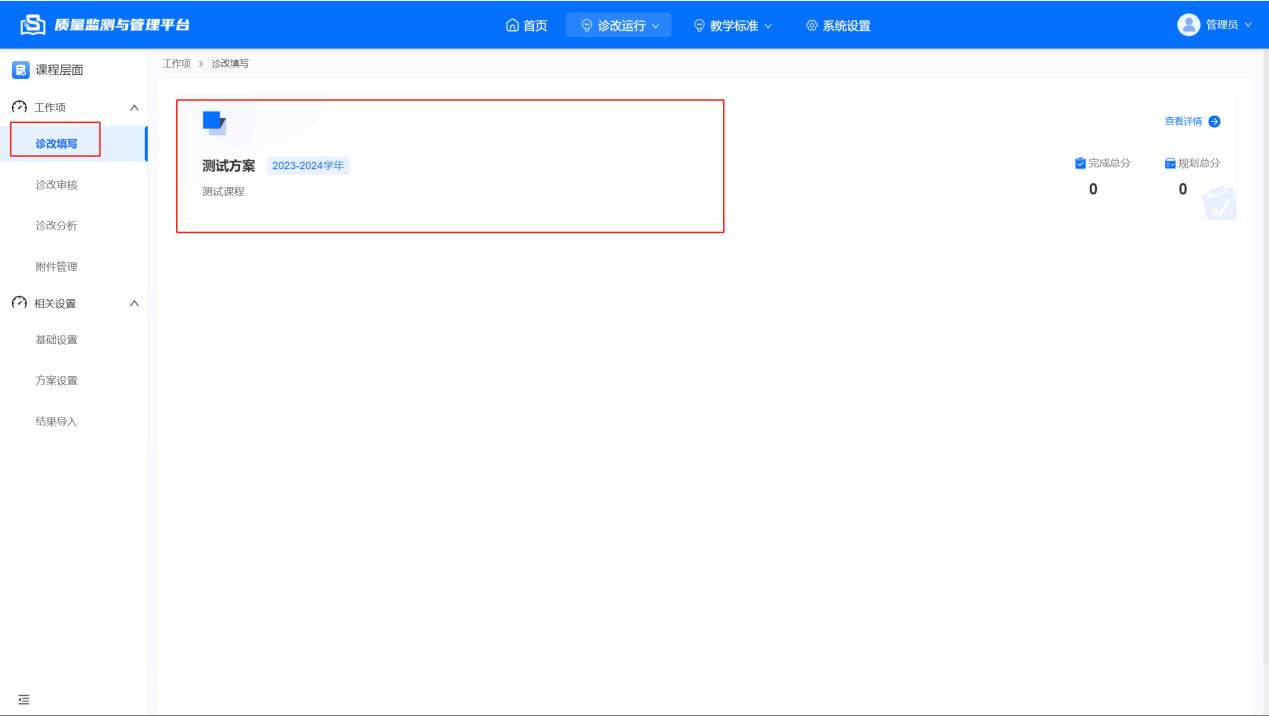 质量监测与管理平台
首页
诊改运行
教学标准
系统设置
管理员
课程层面
工作项
诊改填写
诊改审核
诊改分析
附件管理
相关设置
基础设置
方案设置
结果导入
工作项 > 诊改填写
查看详情
测试方案 2023-2024学年
测试课程
完成总分
0
规划总分
0